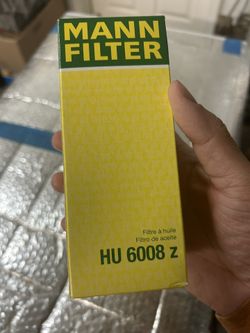 MANN
FILTER
Filtre à huile
Filtro de aceite
HU 6008 z